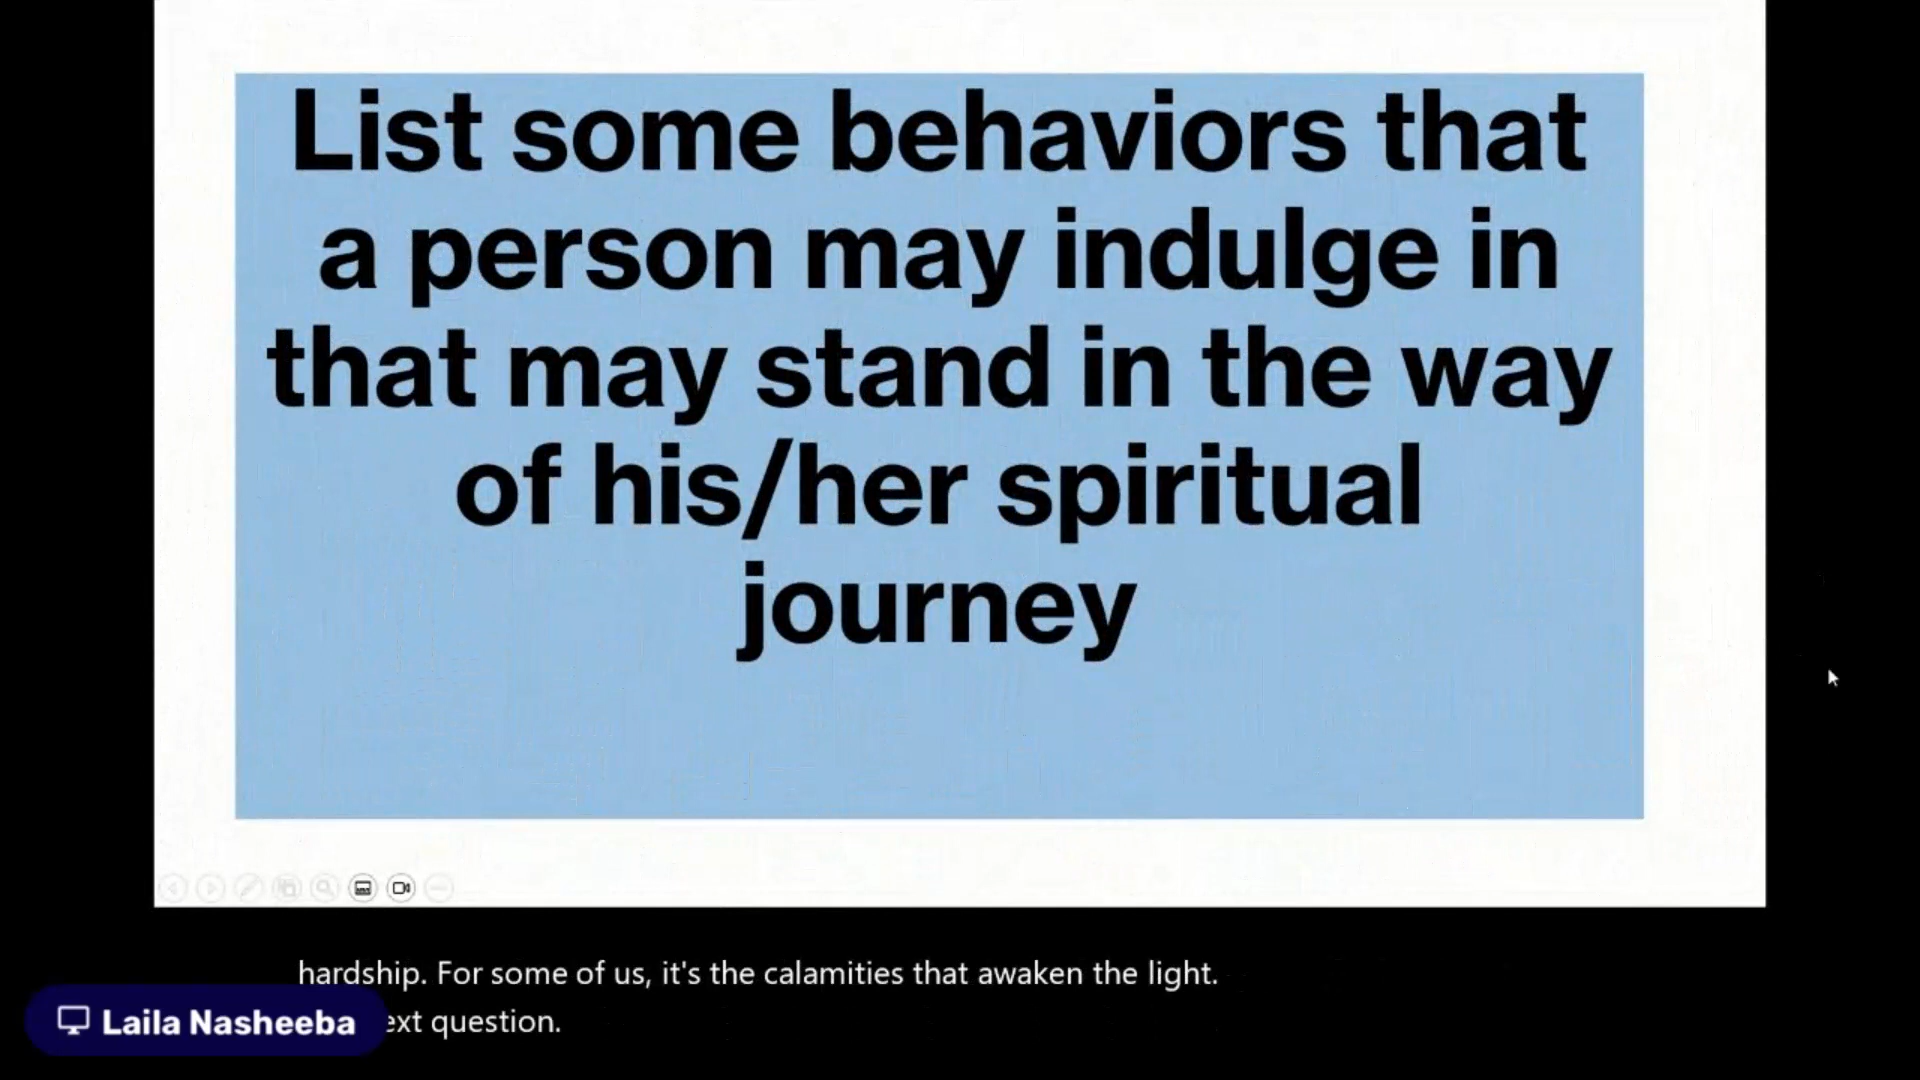 List some behaviors that
a person may indulge in
that may stand in the way
of his/her spiritual
journey
hardship. For some of us, it's the calamities that awaken the light.
ext question.
Laila Nasheeba